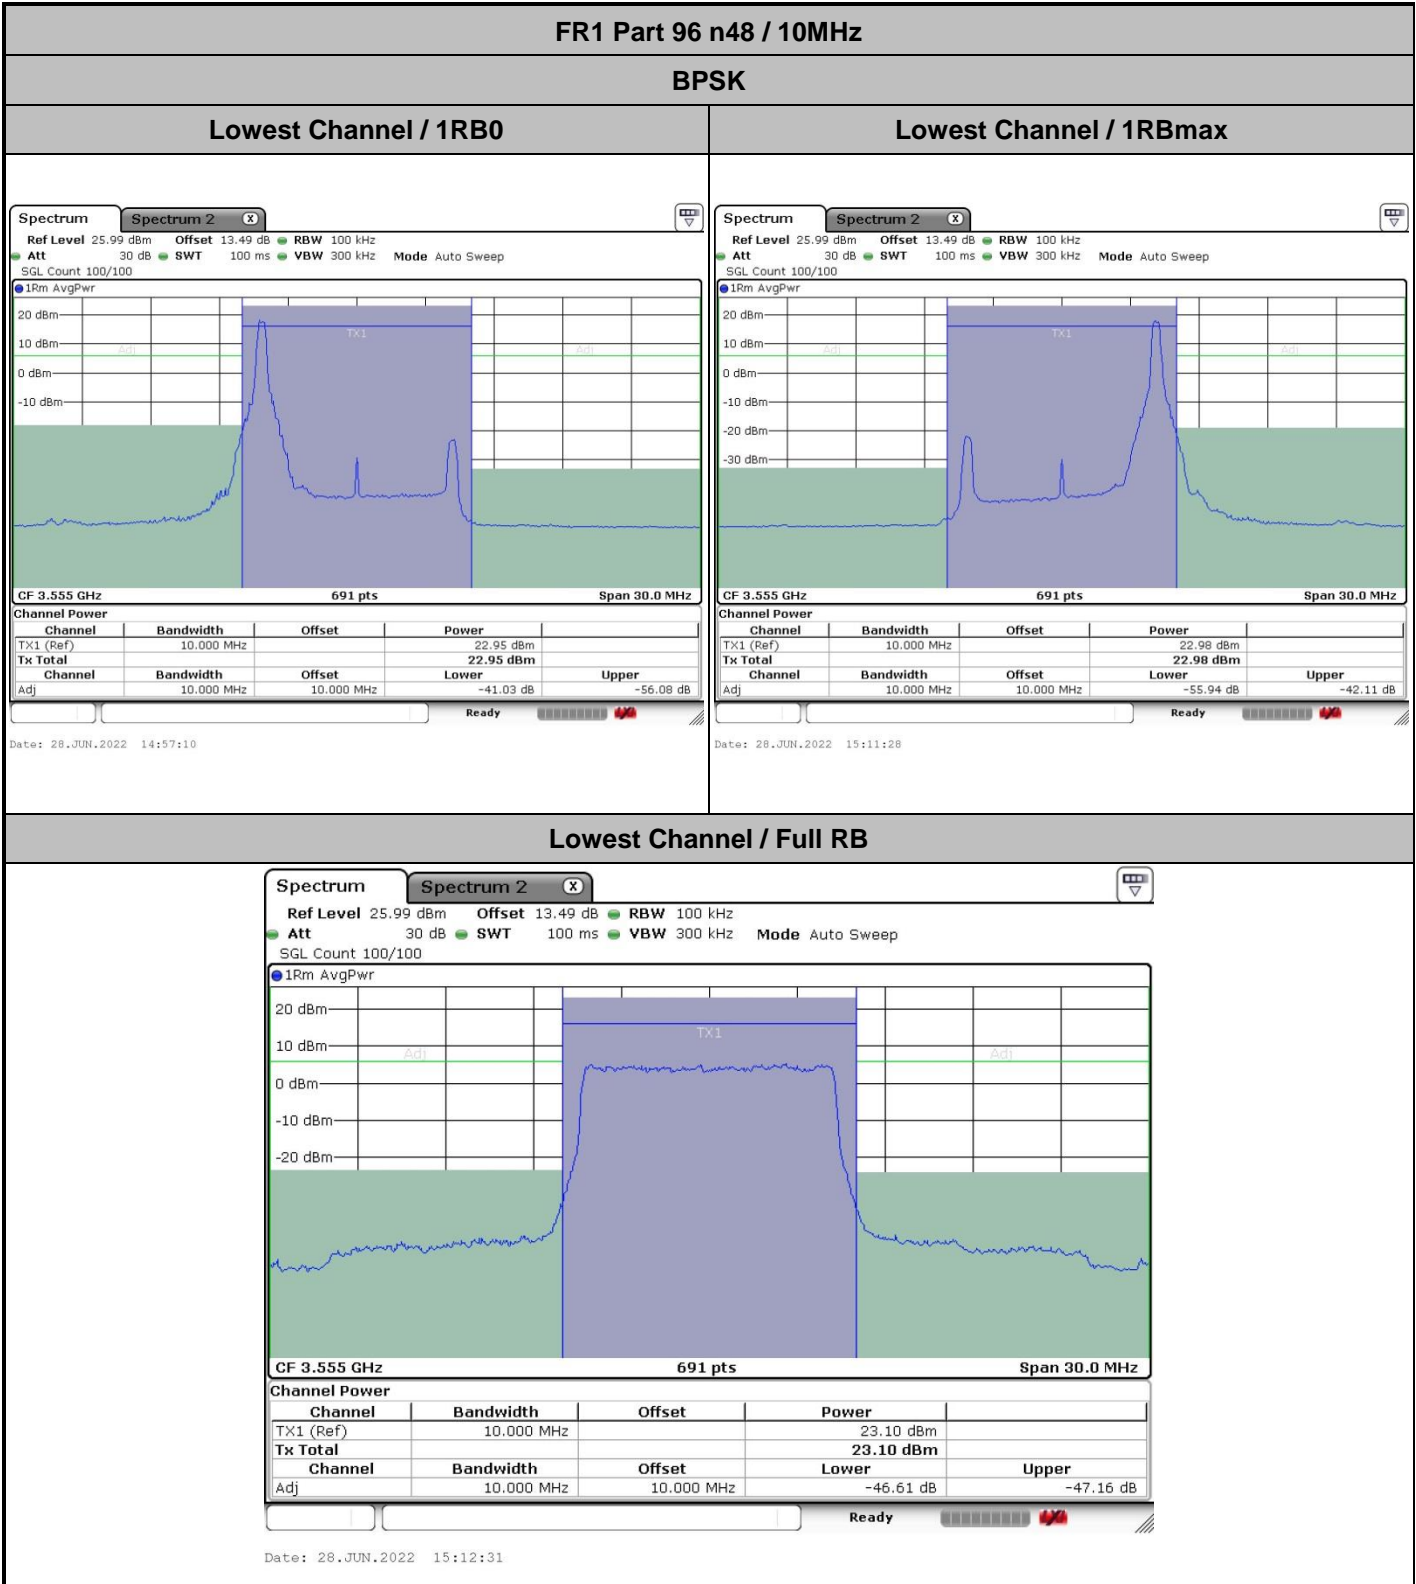 FR1 Part 96 n48 / 10MHz
BPSK
Lowest Channel / 1RB0
Lowest Channel / 1RBmax
Spectrum Spectrum 2 X
Ref Level 25.99 dBm Offset 13.49 dB RBW 100 kHz
Att 30 dB SWT 100 ms VBW 300 kHz Mode Auto Sweep
SGL Count 100/100
1Rm AvgPwr
20 dBm
TX1
10 dBm
Adj Adj
0 dBm
-10 dBm
CF 3.555 GHz 691 pts Span 30.0 MHz
Channel Power
Channel Bandwidth Offset Power
TX1 (Ref) 10.000 MHz 22.95 dBm
Tx Total 22.95 dBm
Channel Bandwidth Offset Lower Upper
Adj 10.000 MHz 10.000 MHz -41.03 dB -56.08 dB
Ready
Date: 28.JUN.2022 14:57:10
Spectrum Spectrum 2 X
Ref Level 25.99 dBm Offset 13.49 dB RBW 100 kHz
Att 30 dB SWT 100 ms VBW 300 kHz Mode Auto Sweep
SGL Count 100/100
1Rm AvgPwr
20 dBm
TX1
10 dBm
Adj Adj
0 dBm
-10 dBm
-20 dBm
-30 dBm
CF 3.555 GHz 691 pts Span 30.0 MHz
Channel Power
Channel Bandwidth Offset Power
TX1 (Ref) 10.000 MHz 22.98 dBm
Tx Total 22.98 dBm
Channel Bandwidth Offset Lower Upper
Adj 10.000 MHz 10.000 MHz -55.94 dB -42.11 dB
Ready
Date: 28.JUN.2022 15:11:28
Lowest Channel / Full RB
Spectrum Spectrum 2 X
Ref Level 25.99 dBm Offset 13.49 dB RBW 100 kHz
Att 30 dB SWT 100 ms VBW 300 kHz Mode Auto Sweep
SGL Count 100/100
1Rm AvgPwr
20 dBm
TX1
10 dBm
Adj Adj
0 dBm
-10 dBm
-20 dBm
CF 3.555 GHz 691 pts Span 30.0 MHz
Channel Power
Channel Bandwidth Offset Power
TX1 (Ref) 10.000 MHz 23.10 dBm
Tx Total 23.10 dBm
Channel Bandwidth Offset Lower Upper
Adj 10.000 MHz 10.000 MHz -46.61 dB -47.16 dB
Ready
Date: 28.JUN.2022 15:12:31